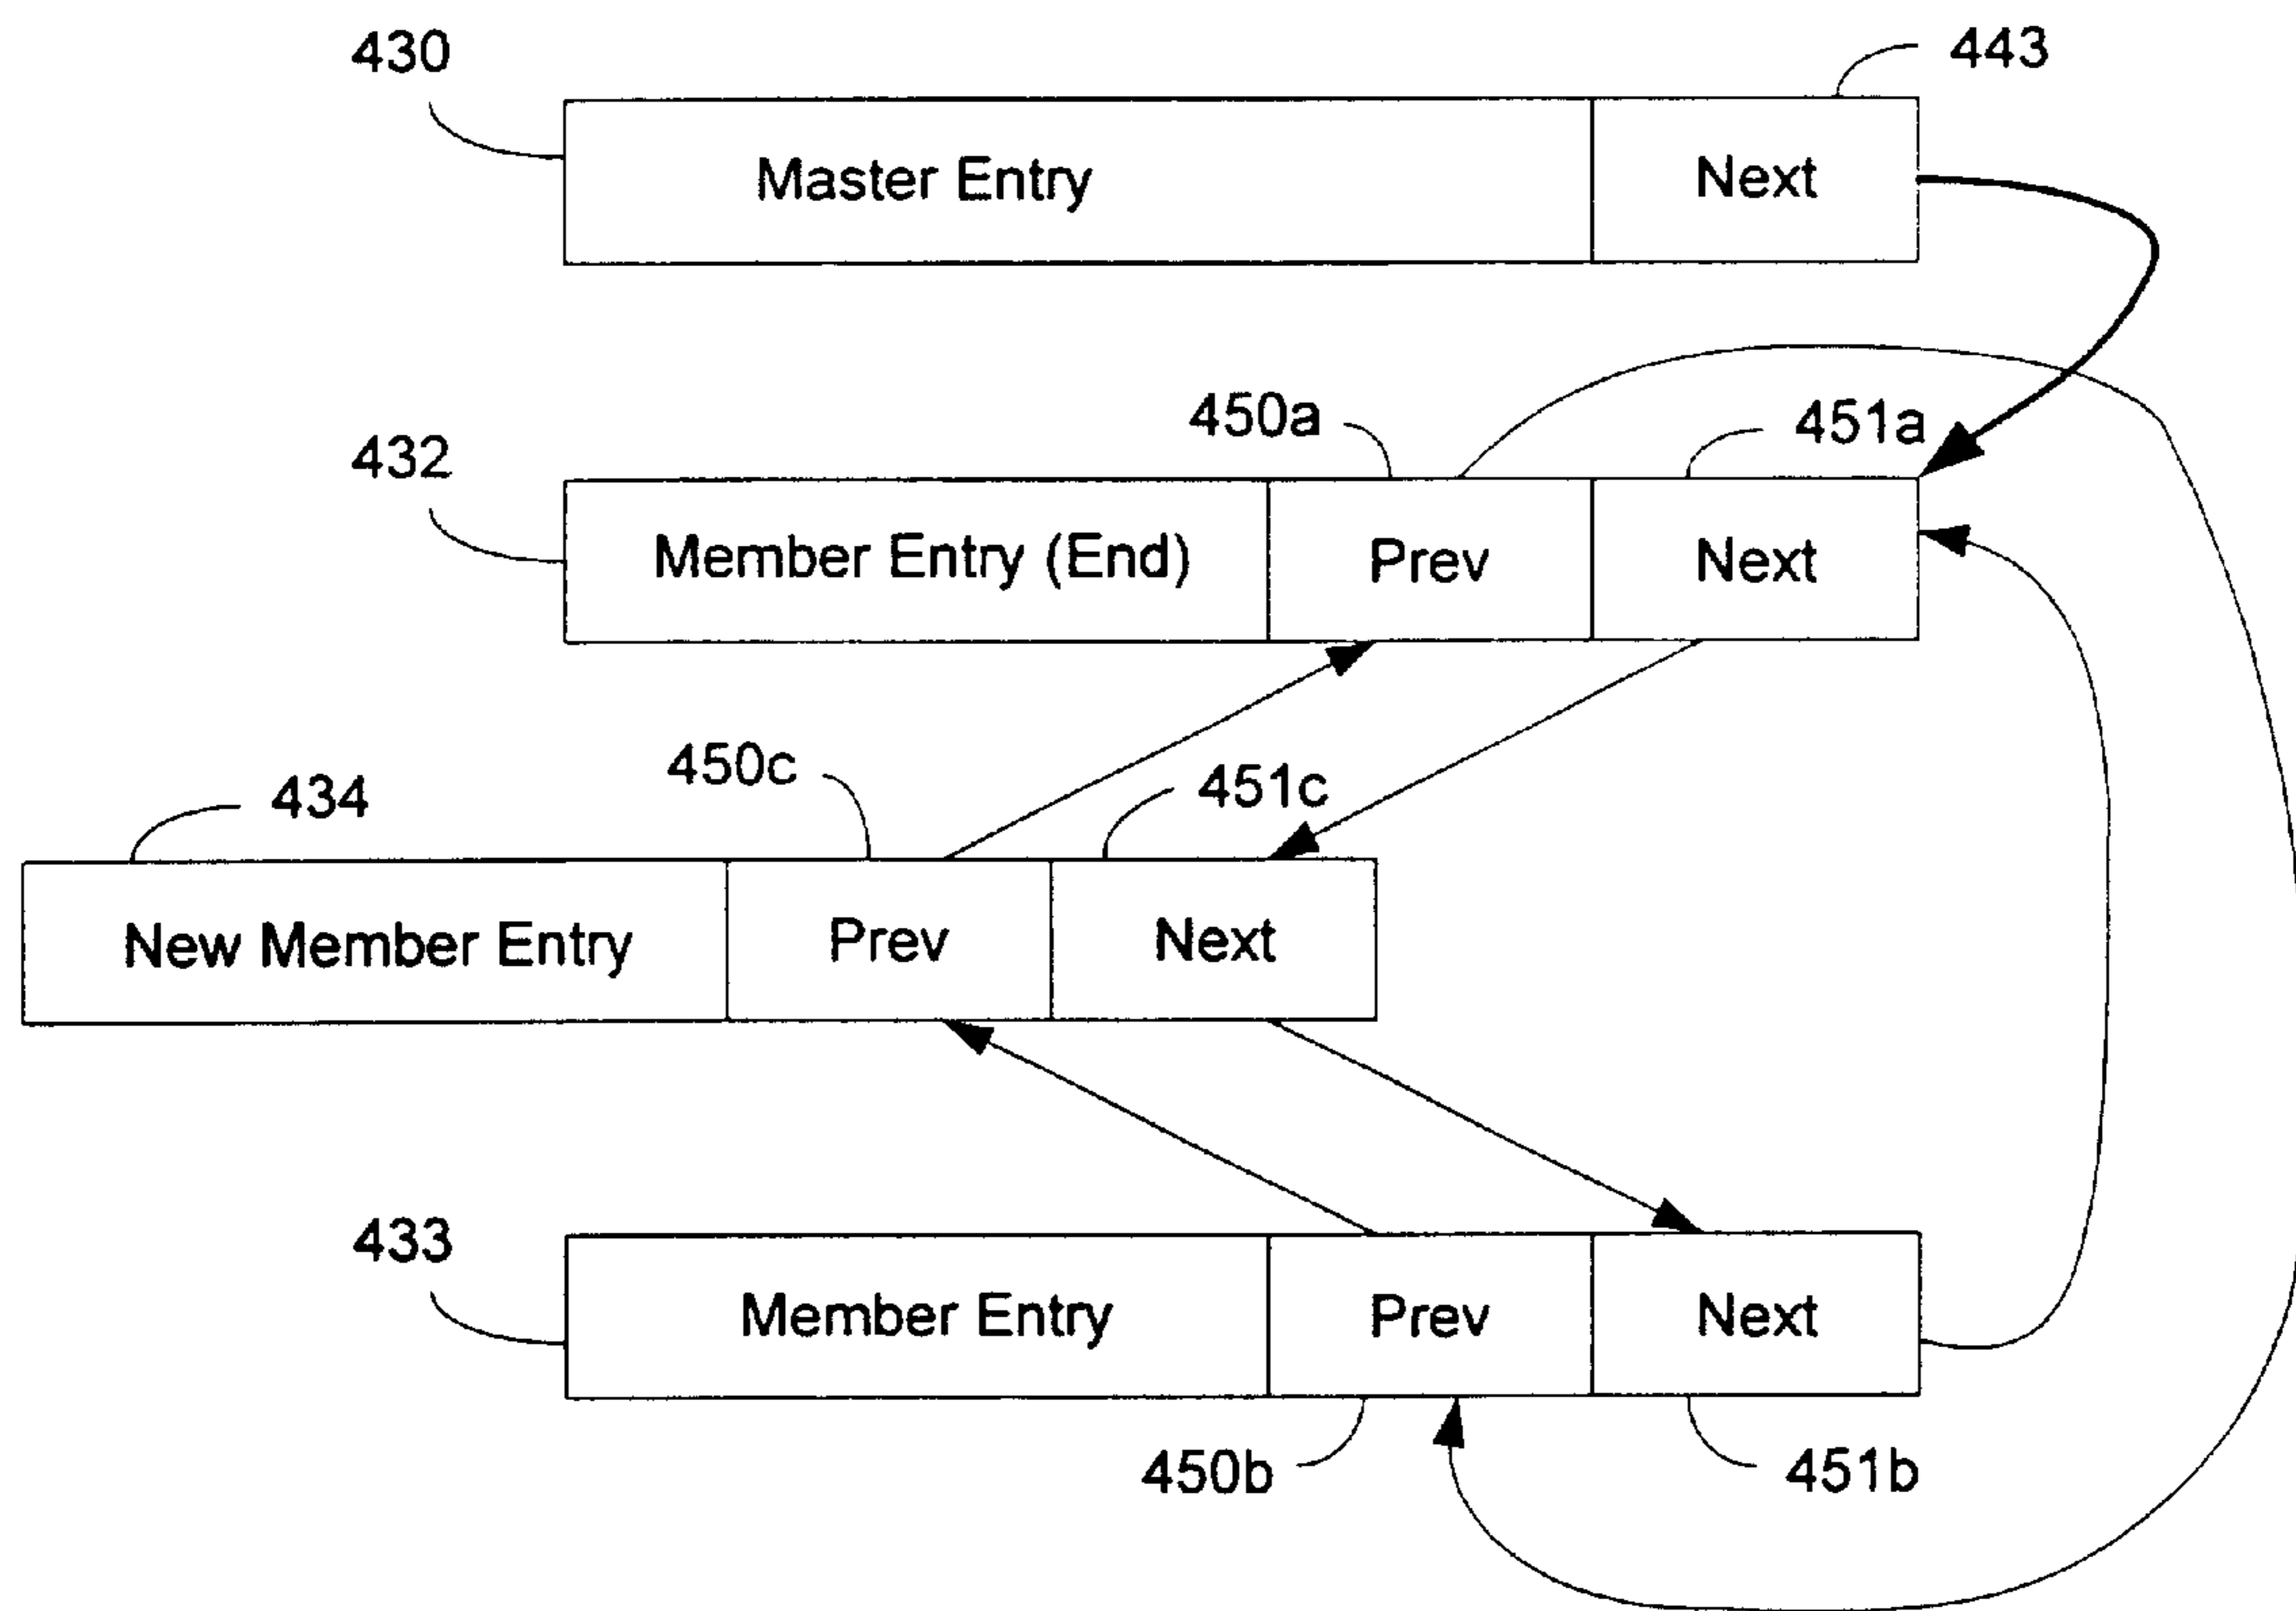 430
443
Master Entry
Next
450a
451a
432
Member Entry (End)
Prev
Next
450c
451c
434
New Member Entry
Prev
Next
433
Member Entry
Prev
Next
450b
451b